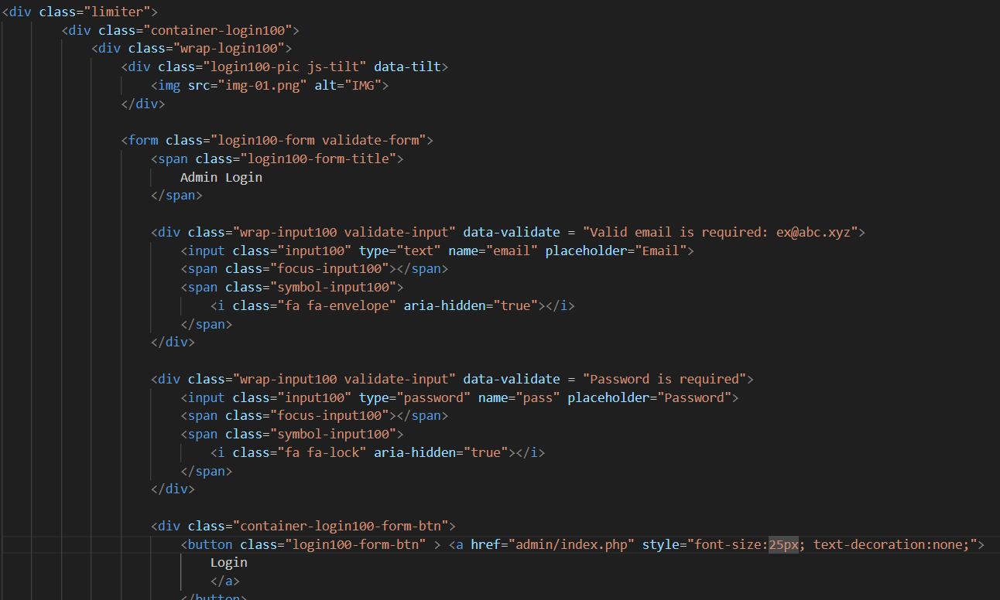 <div class="limiter">
<div class="container-login100">
<div class="wrap-login100">
<div class="login100-pic js-tilt" data-tilt>
<img src="img-01.png" alt="IMG">
</div>
<form class="login100-form validate-form">
<span class="login100-form-title">
Admin Login
</span>
<div class="wrap-input100 validate-input" data-validate = "Valid email is required: ex@abc.xyz">
<input class="input100" type="text" name="email" placeholder="Email">
<span class="focus-input100"></span>
<span class="symbol-input100">
<i class="fa fa-envelope" aria-hidden="true"></i>
</span>
</div>
<div class="wrap-input100 validate-input" data-validate = "Password is required">
<input class="input100" type="password" name="pass" placeholder="Password">
<span class="focus-input100"></span>
<span class="symbol-input100">
<i class="fa fa-lock" aria-hidden="true"></i>
</span>
</div>
<div class="container-login100-form-btn">
<button class="login100-form-btn" > <a href="admin/index.php" style="font-size:25px; text-decoration:none;">
Login
</a>
</button>